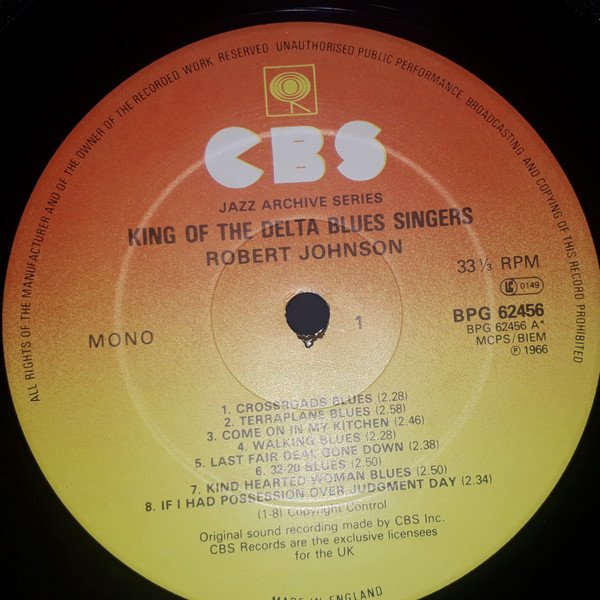 ALL RIGHTS OF THE MANUFACTURER AND OF THE OWNER OF THE RECORDED WORK RESERVED UNAUTHORISED PUBLIC PERFORMANCE, BROADCASTING AND COPYING OF THIS RECORD PROHIBITED
CBS
JAZZ ARCHIVE SERIES
KING OF THE DELTA BLUES SINGERS
ROBERT JOHNSON
33⅓ RPM
LC 0149
MONO
1
BPG 62456
BPG 62456 A*
MCPS/BIEM
℗ 1966
1. CROSSROADS BLUES (2.28)
2. TERRAPLANE BLUES (2.58)
3. COME ON IN MY KITCHEN (2.46)
4. WALKING BLUES (2.28)
5. LAST FAIR DEAL GONE DOWN (2.38)
6. 32-20 BLUES (2.50)
7. KIND HEARTED WOMAN BLUES (2.50)
8. IF I HAD POSSESSION OVER JUDGMENT DAY (2.34)
(1-8) Copyright Control
Original sound recording made by CBS Inc.
CBS Records are the exclusive licensees
for the UK
MADE IN ENGLAND